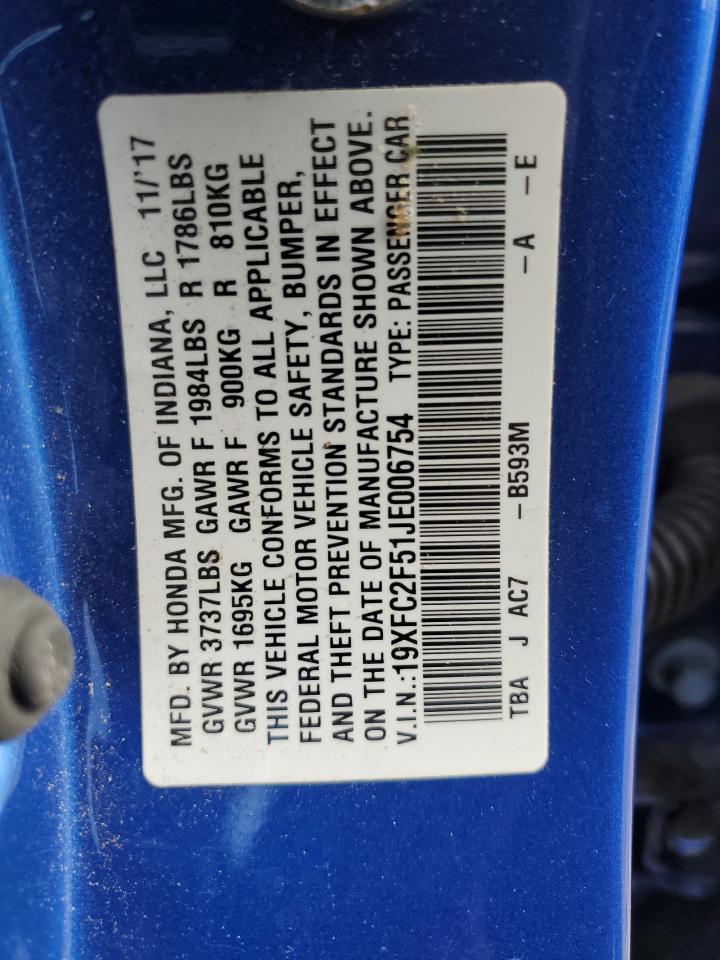 MFD. BY HONDA MFG. OF INDIANA, LLC 11/'17
GVWR 3737LBS GAWR F 1984LBS R 1786LBS
GVWR 1695KG GAWR F 900KG R 810KG
THIS VEHICLE CONFORMS TO ALL APPLICABLE
FEDERAL MOTOR VEHICLE SAFETY, BUMPER,
AND THEFT PREVENTION STANDARDS IN EFFECT
ON THE DATE OF MANUFACTURE SHOWN ABOVE.
V.I.N.:19XFC2F51JE006754 TYPE: PASSENGER CAR
TBA J AC7 -B593M -A -E